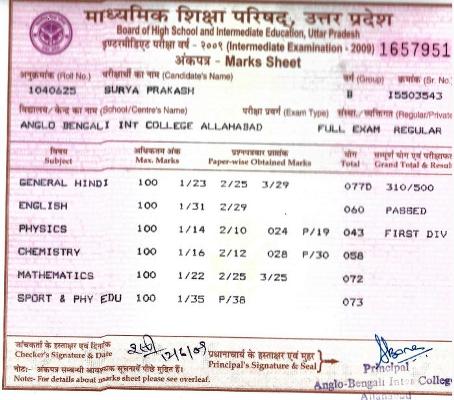 माध्यमिक शिक्षा परिषद्, उत्तर प्रदेश
Board of High School and Intermediate Education, Uttar Pradesh
इण्टरमीडिएट परीक्षा वर्ष - २००९ (Intermediate Examination - 2009) 1657951
अंकपत्र - Marks Sheet
अनुक्रमांक (Roll No.) परीक्षार्थी का नाम (Candidate's Name) वर्ग (Group) क्रमांक (Sr. No.
1040625 SURYA PRAKASH B 15503543
विद्यालय/केन्द्र का नाम (School/Centre's Name) परीक्षा प्रवर्ग (Exam Type) संस्था./व्यक्तिगत (Regular/Private
ANGLO BENGALI INT COLLEGE ALLAHABAD FULL EXAM REGULAR
विषय अधिकतम अंक प्रश्नपत्रवार प्राप्तांक योग सम्पूर्ण योग एवं परीक्षाफल
Subject Max. Marks Paper-wise Obtained Marks Total Grand Total & Result
GENERAL HINDI 100 1/23 2/25 3/29 077D 310/500
ENGLISH 100 1/31 2/29 060 PASSED
PHYSICS 100 1/14 2/10 024 P/19 043 FIRST DIV
CHEMISTRY 100 1/16 2/12 028 P/30 058
MATHEMATICS 100 1/22 2/25 3/25 072
SPORT & PHY EDU 100 1/35 P/38 073
जाँचकर्ता के हस्ताक्षर एवं दिनांक प्रधानाचार्य के हस्ताक्षर एवं मुहर
Checker's Signature & Date 12/6/09 Principal's Signature & Seal
नोट:- अंकपत्र सम्बन्धी आवश्यक सूचनायें पीछे मुद्रित हैं। Principal
Note:- For details about marks sheet please see overleaf. Anglo-Bengali Inter College
Allahabad